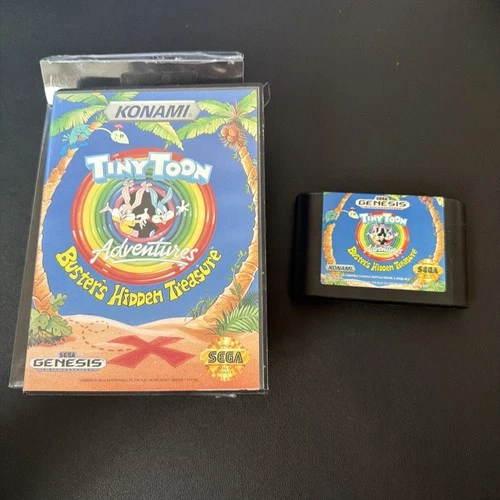 KONAMI
TINY TOON
Adventures
BUSTER'S HIDDEN TREASURE
SEGA
GENESIS
SEGA
SEGA
GENESIS
TINY TOON
Adventures
BUSTER'S HIDDEN TREASURE
KONAMI
SEGA